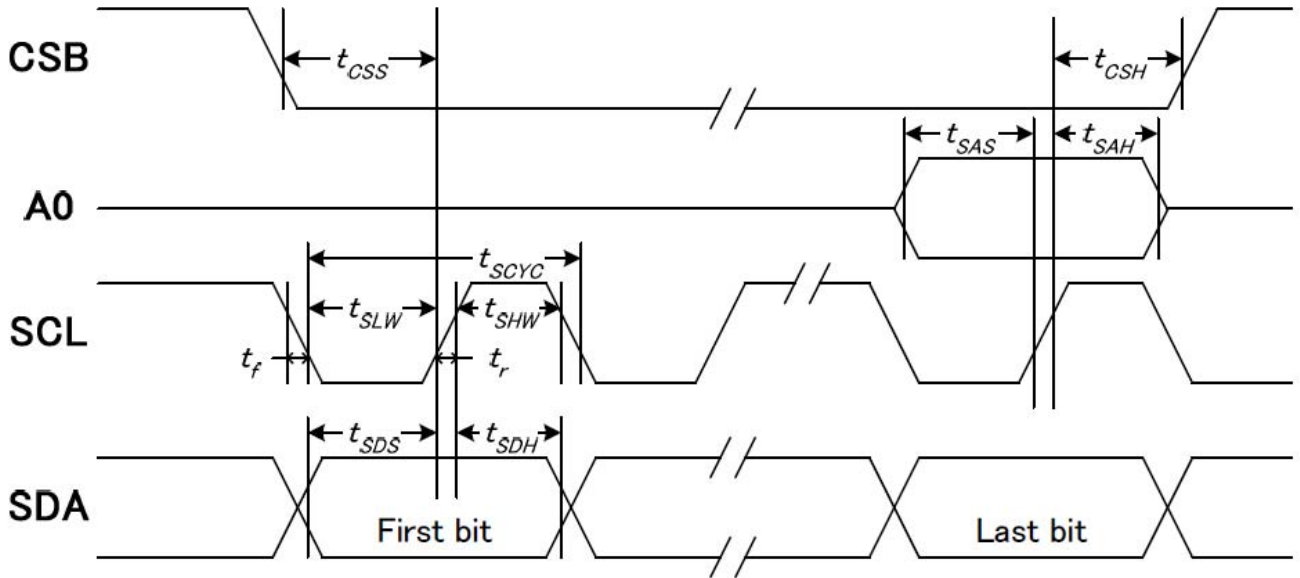 CSB
t_CSS
t_CSH
t_SAS
t_SAH
A0
t_SCYC
SCL
t_SLW
t_SHW
t_f
t_r
t_SDS
t_SDH
SDA
First bit
Last bit